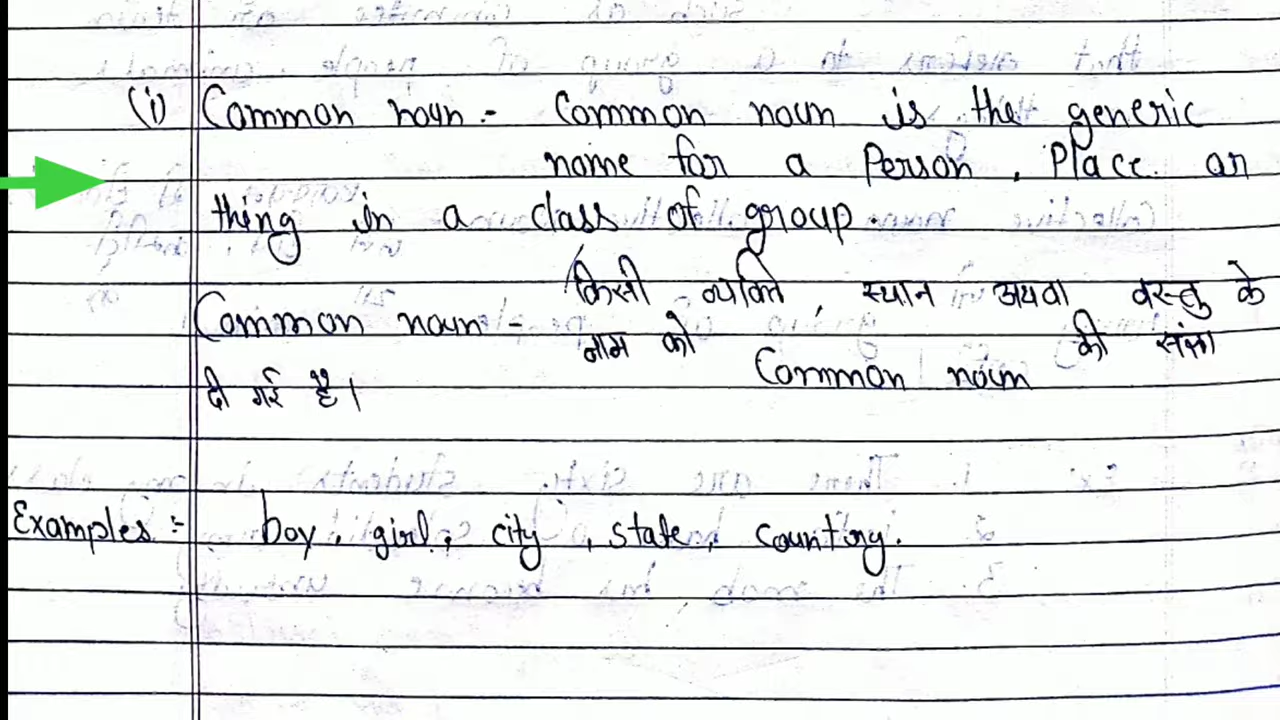 (i) Common noun :- Common noun is the generic
name for a Person, Place or
thing in a class of group.
Common noun - किसी व्यक्ति, स्थान अथवा वस्तु के
नाम को Common noun की संज्ञा
दी गई है।
Examples :- boy, girl, city, state, country.